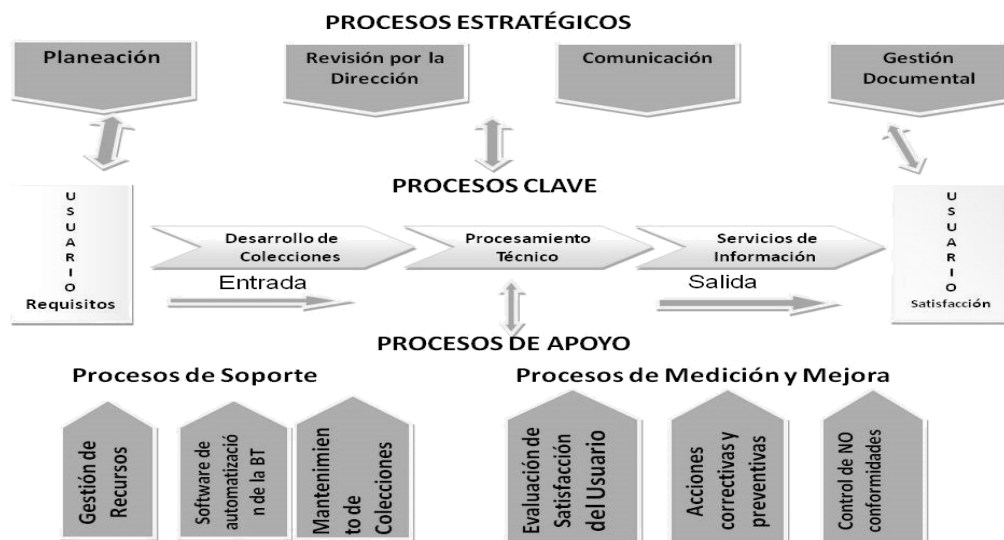 PROCESOS ESTRATÉGICOS
Planeación
Revisión por la
Dirección
Comunicación
Gestión
Documental
PROCESOS CLAVE
USUARIO
Requisitos
Desarrollo de
Colecciones
Procesamiento
Técnico
Servicios de
Información
USUARIO
Satisfacción
Entrada
Salida
PROCESOS DE APOYO
Procesos de Soporte
Procesos de Medición y Mejora
Gestión de
Recursos
Software de
automatizació
n de la BT
Mantenimien
to de
Colecciones
Evaluación de
Satisfacción
del Usuario
Acciones
correctivas y
preventivas
Control de NO
conformidades